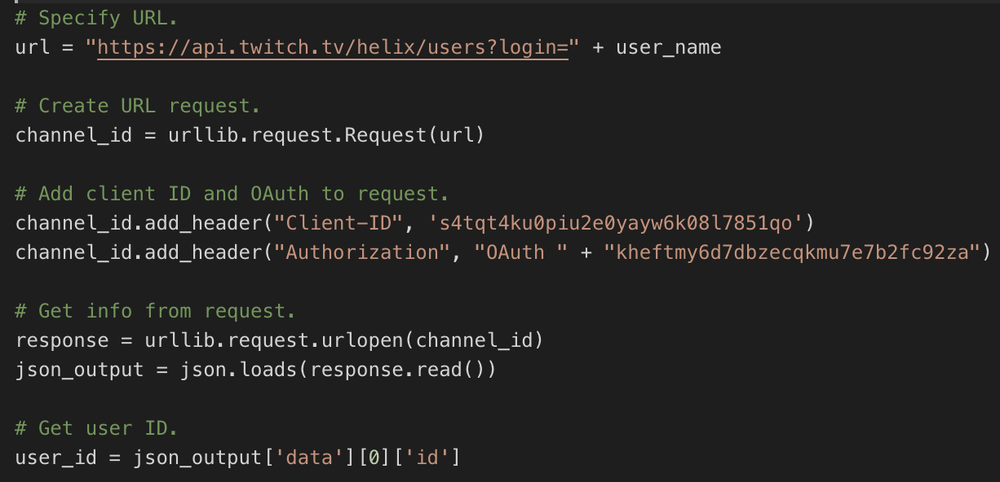 # Specify URL.
url = "https://api.twitch.tv/helix/users?login=" + user_name
# Create URL request.
channel_id = urllib.request.Request(url)
# Add client ID and OAuth to request.
channel_id.add_header("Client-ID", 's4tqt4ku0piu2e0yayw6k08l7851qo')
channel_id.add_header("Authorization", "OAuth " + "kheftmy6d7dbzecqkmu7e7b2fc92za")
# Get info from request.
response = urllib.request.urlopen(channel_id)
json_output = json.loads(response.read())
# Get user ID.
user_id = json_output['data'][0]['id']